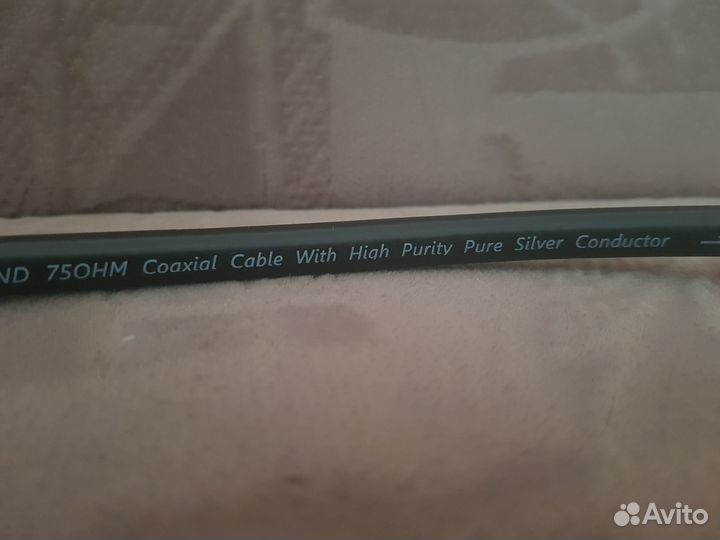 ND 75OHM Coaxial Cable With High Purity Pure Silver Conductor
Avito